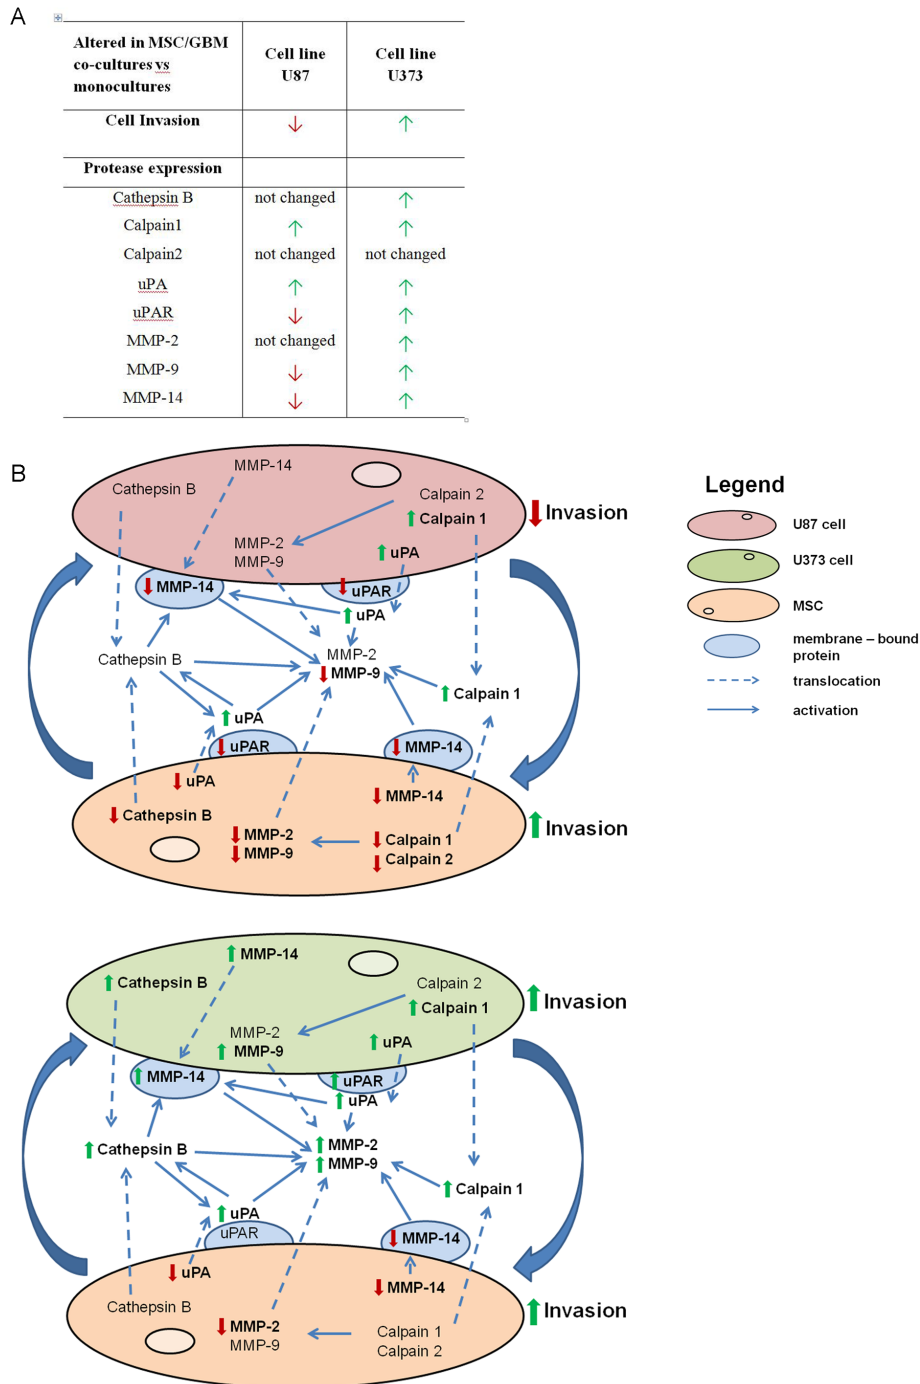 A
Altered in MSC/GBM
co-cultures vs
monocultures
Cell line
U87
Cell line
U373
Cell Invasion ↓ ↑
Protease expression
Cathepsin B not changed ↑
Calpain1 ↑ ↑
Calpain2 not changed not changed
uPA ↑ ↑
uPAR ↓ ↑
MMP-2 not changed ↑
MMP-9 ↓ ↑
MMP-14 ↓ ↑
B
MMP-14
Cathepsin B
Calpain 2
↑ Calpain 1
↓ Invasion
MMP-2
MMP-9
↑ uPA
↓ MMP-14
↓ uPAR
↑ uPA
Cathepsin B
MMP-2
↓ MMP-9
↑ Calpain 1
↑ uPA
↓ uPAR
↓ MMP-14
↓ uPA
↓ MMP-14
↓ Cathepsin B
↓ MMP-2
↓ MMP-9
↓ Calpain 1
↓ Calpain 2
↑ Invasion
Legend
U87 cell
U373 cell
MSC
membrane – bound
protein
translocation
activation
↑ MMP-14
↑ Cathepsin B
Calpain 2
↑ Calpain 1
↑ Invasion
MMP-2
↑ MMP-9
↑ uPA
↑ MMP-14
↑ uPAR
↑ uPA
↑ Cathepsin B
↑ MMP-2
↑ MMP-9
↑ Calpain 1
↑ uPA
uPAR
↓ MMP-14
↓ uPA
↓ MMP-14
Cathepsin B
↓ MMP-2
MMP-9
Calpain 1
Calpain 2
↑ Invasion